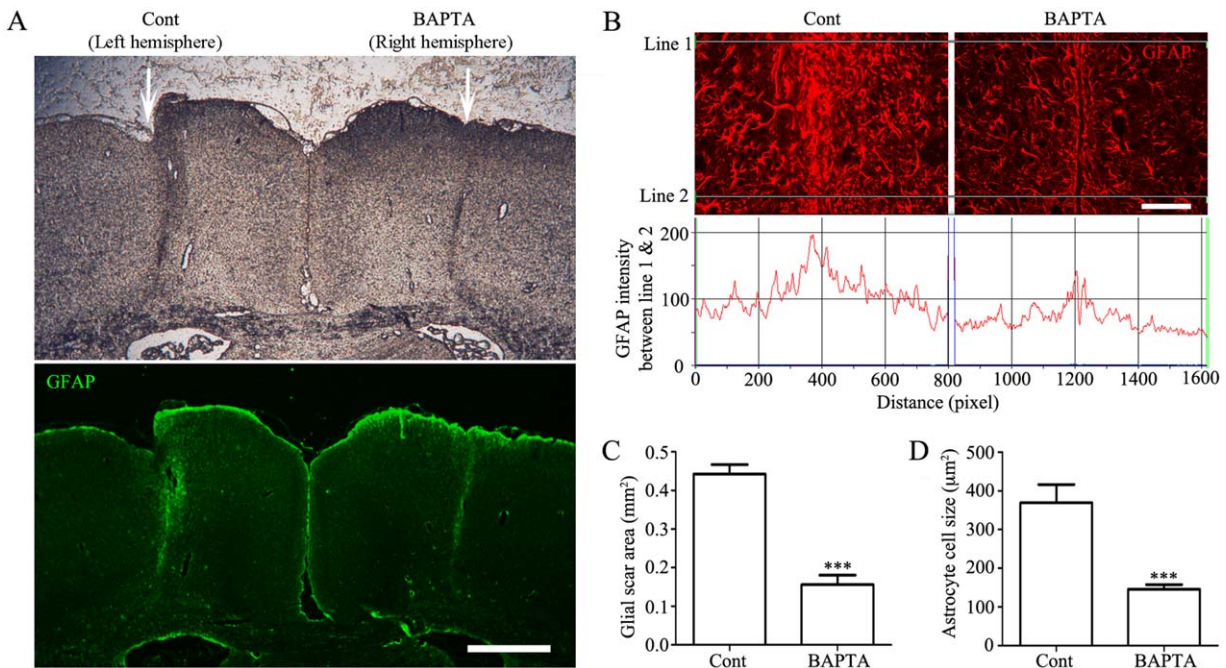 A
Cont
(Left hemisphere)
BAPTA
(Right hemisphere)
GFAP
B
Cont
BAPTA
Line 1
GFAP
Line 2
GFAP intensity
between line 1 & 2
200
100
0
0 200 400 600 800 1000 1200 1400 1600
Distance (pixel)
C
Glial scar area (mm²)
0.5
0.4
0.3
0.2
0.1
0.0
***
Cont BAPTA
D
Astrocyte cell size (μm²)
500
400
300
200
100
0
***
Cont BAPTA